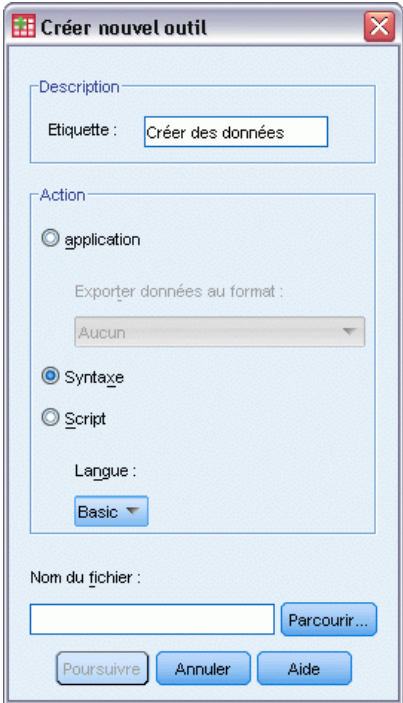 Créer nouvel outil
Description
Etiquette :
Créer des données
Action
application
Exporter données au format :
Aucun
Syntaxe
Script
Langue :
Basic
Nom du fichier :
Parcourir...
Poursuivre
Annuler
Aide